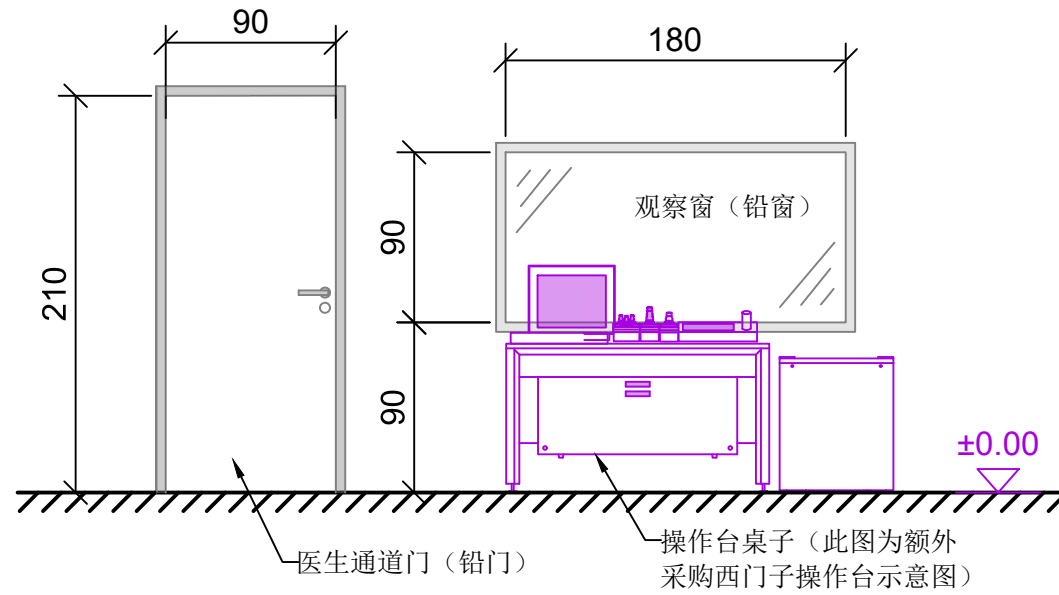 90
180
210
90
观察窗（铅窗）
90
±0.00
医生通道门（铅门）
操作台桌子（此图为额外
采购西门子操作台示意图）